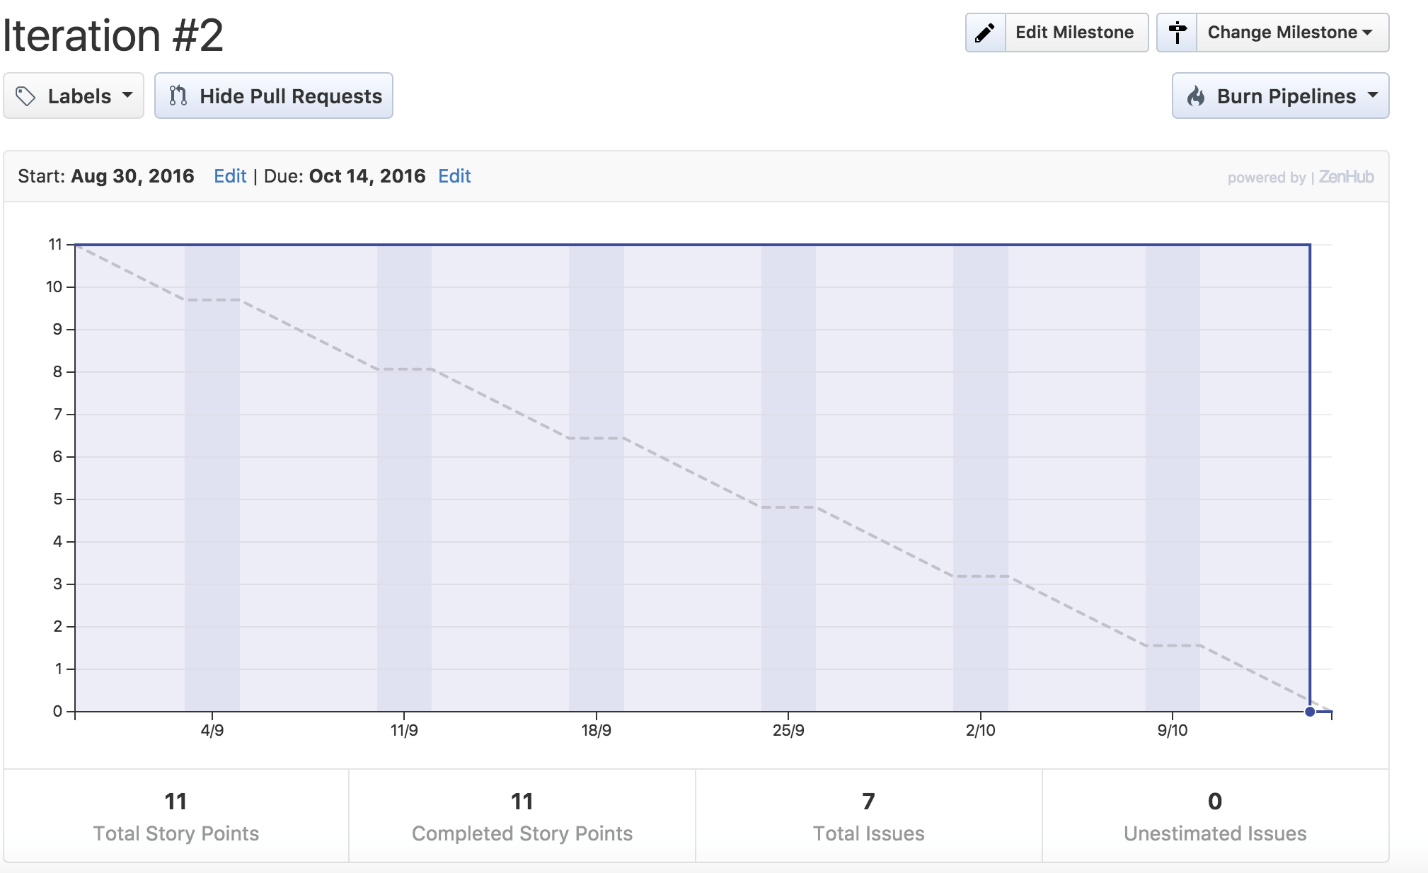 Iteration #2
Edit Milestone
Change Milestone
Labels
Hide Pull Requests
Burn Pipelines
Start: Aug 30, 2016 Edit | Due: Oct 14, 2016 Edit
powered by | ZenHub
11
10
9
8
7
6
5
4
3
2
1
0
4/9 11/9 18/9 25/9 2/10 9/10
11 11 7 0
Total Story Points Completed Story Points Total Issues Unestimated Issues